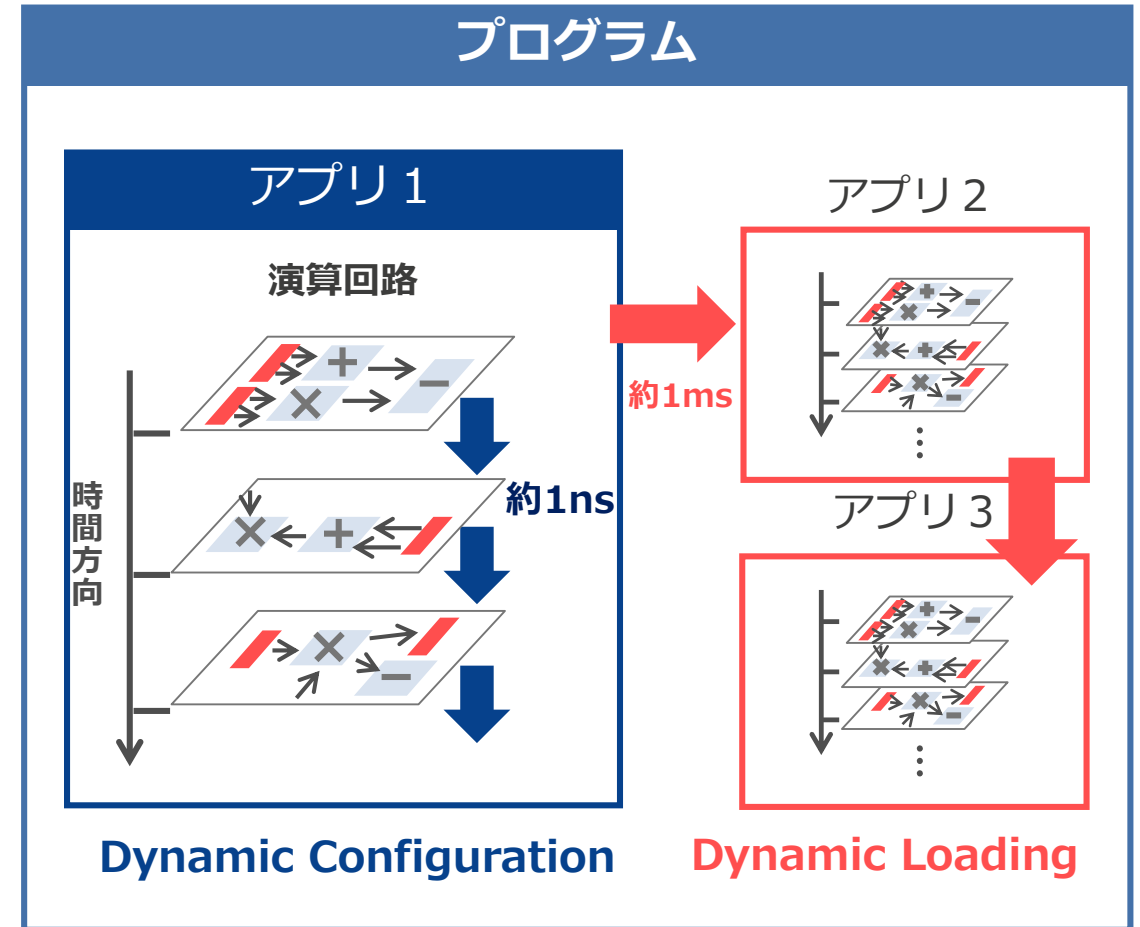 プログラム
アプリ１
演算回路
時間方向
＋
－
×
約1ns
×
＋
×
－
Dynamic Configuration
約1ms
アプリ２
＋
－
×
×
＋
×
－
アプリ３
＋
－
×
×
＋
×
－
Dynamic Loading